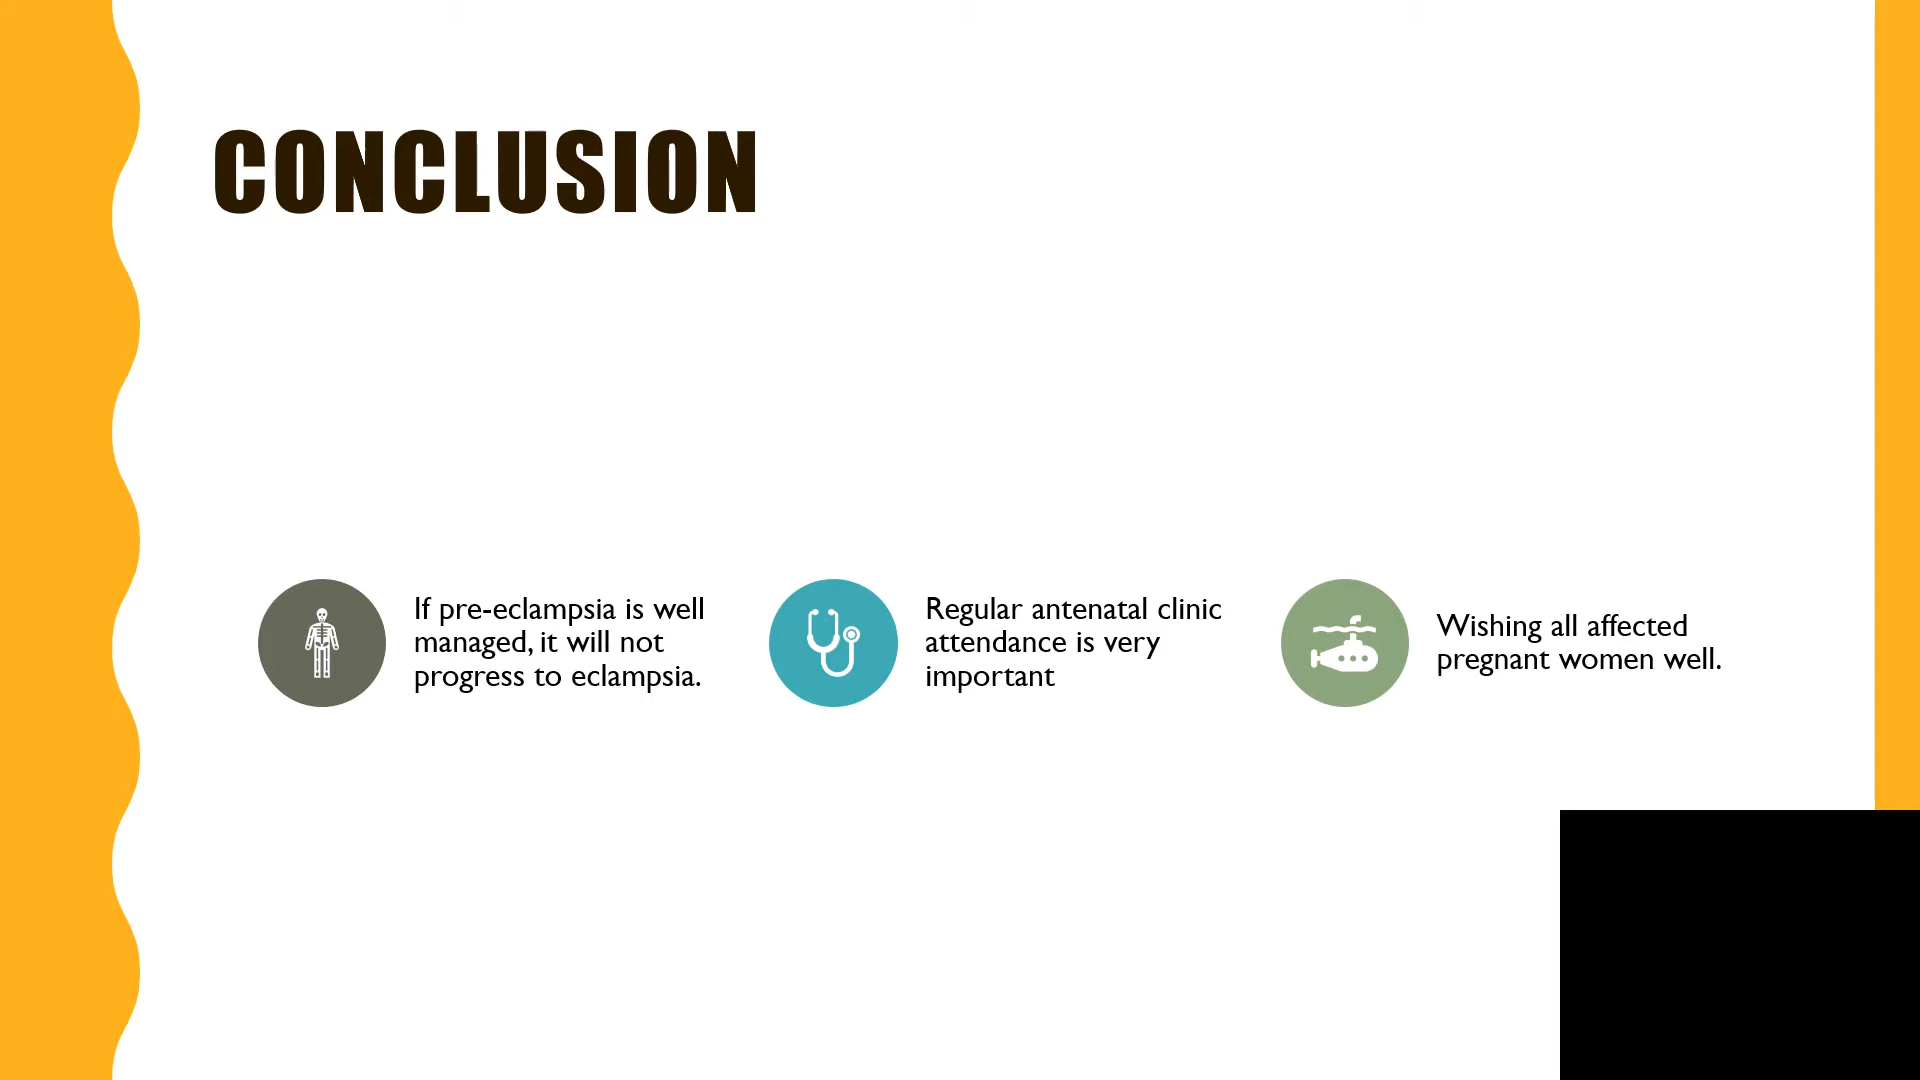 CONCLUSION
If pre-eclampsia is well
managed, it will not
progress to eclampsia.
Regular antenatal clinic
attendance is very
important
Wishing all affected
pregnant women well.